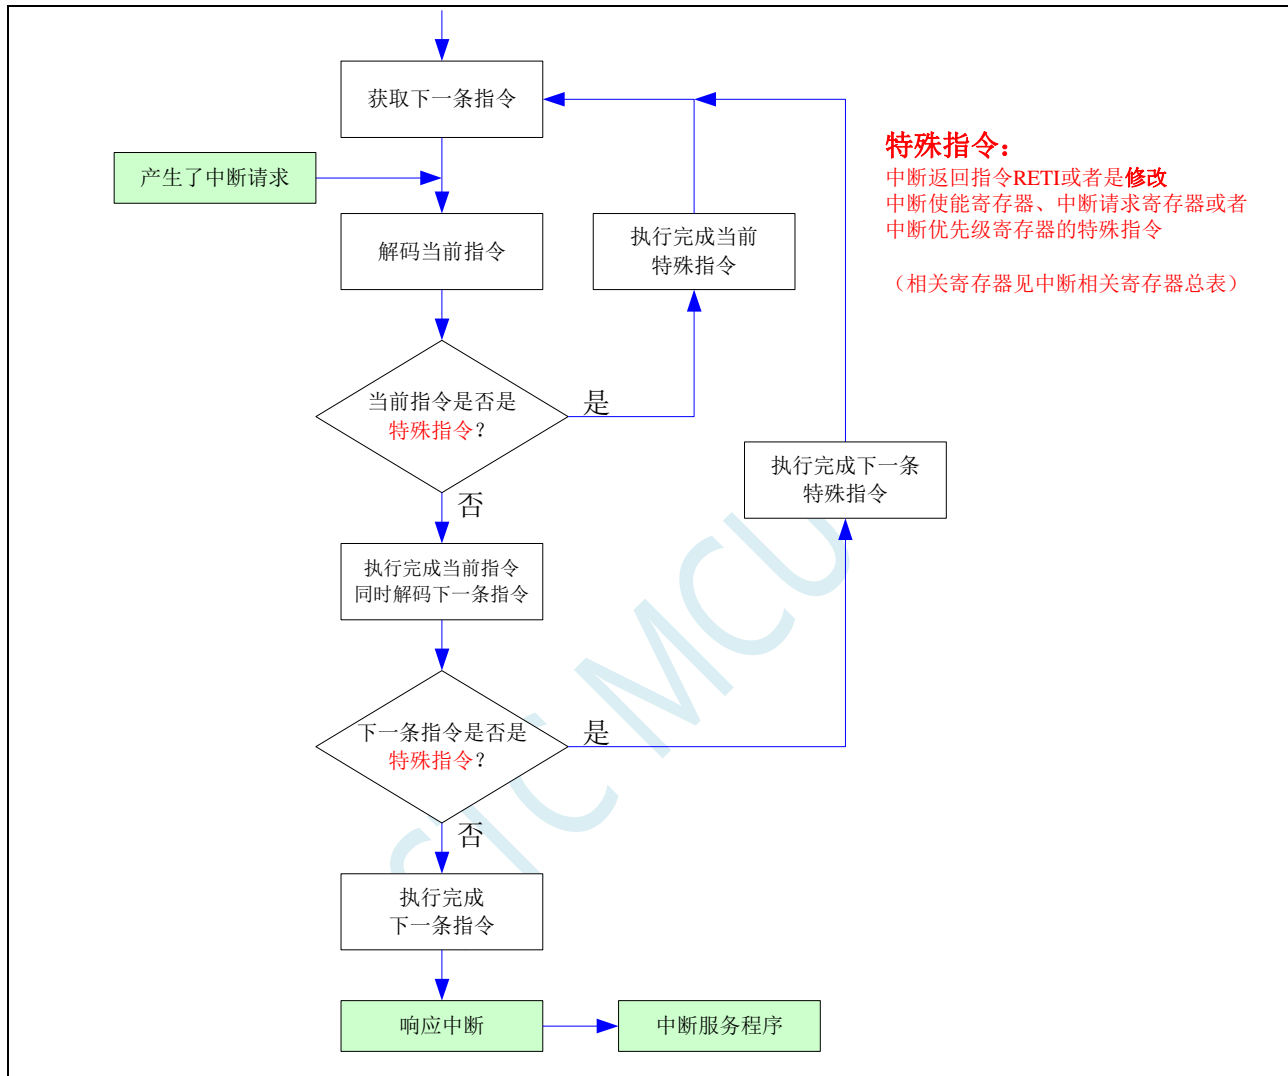 获取下一条指令
产生了中断请求
解码当前指令
执行完成当前
特殊指令
特殊指令：
中断返回指令RETI或者是修改
中断使能寄存器、中断请求寄存器或者
中断优先级寄存器的特殊指令
（相关寄存器见中断相关寄存器总表）
当前指令是否是
特殊指令？
是
否
执行完成下一条
特殊指令
执行完成当前指令
同时解码下一条指令
下一条指令是否是
特殊指令？
是
否
执行完成
下一条指令
响应中断
中断服务程序
STC MCU